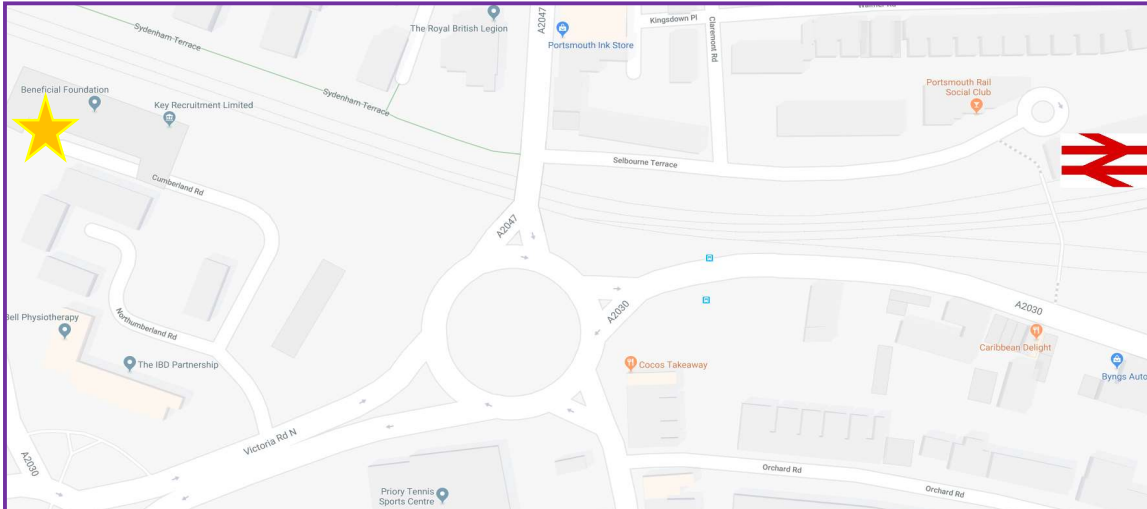 Sydenham Terrace
The Royal British Legion
A2047
Portsmouth Ink Store
Kingsdown Pl
Claremont Rd
Beneficial Foundation
Key Recruitment Limited
Sydenham Terrace
Portsmouth Rail
Social Club
Selbourne Terrace
Cumberland Rd
A2047
Northumberland Rd
A2030
A2030
Bell Physiotherapy
The IBD Partnership
Cocos Takeaway
Caribbean Delight
Byngs Auto
Victoria Rd N
A2030
Priory Tennis
Sports Centre
Orchard Rd
Orchard Rd